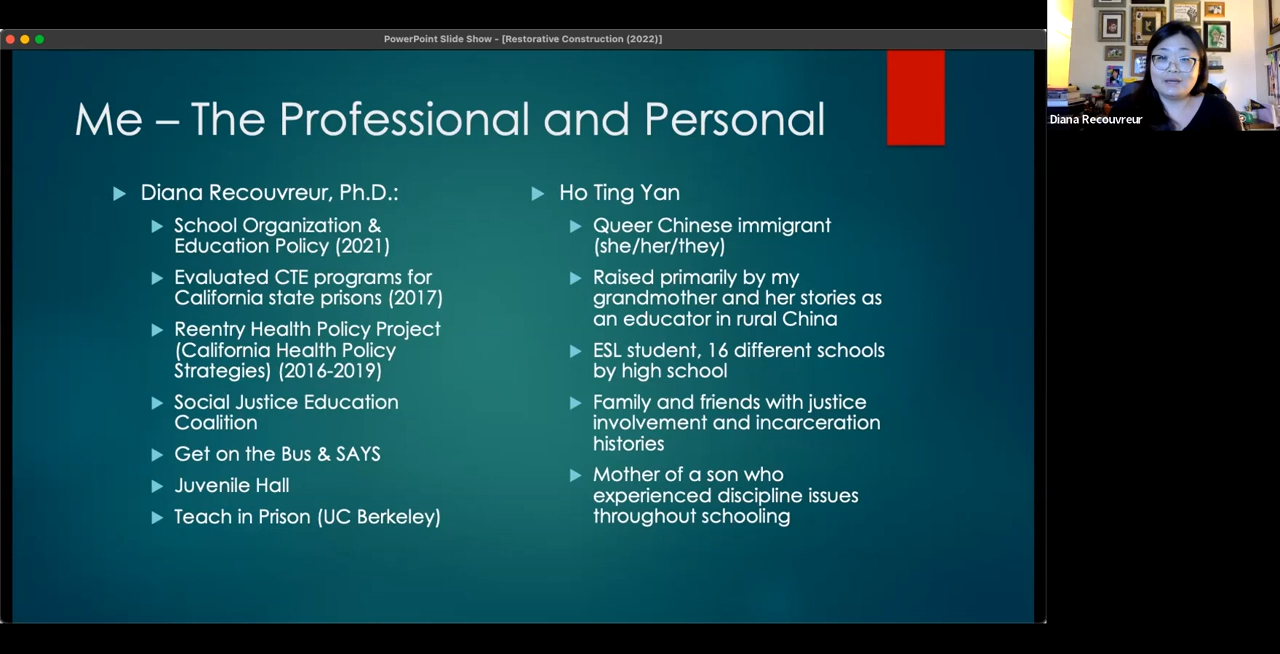 PowerPoint Slide Show - [Restorative Construction (2022)]
Me – The Professional and Personal
Diana Recouvreur, Ph.D.:
School Organization &
Education Policy (2021)
Evaluated CTE programs for
California state prisons (2017)
Reentry Health Policy Project
(California Health Policy
Strategies) (2016-2019)
Social Justice Education
Coalition
Get on the Bus & SAYS
Juvenile Hall
Teach in Prison (UC Berkeley)
Ho Ting Yan
Queer Chinese immigrant
(she/her/they)
Raised primarily by my
grandmother and her stories as
an educator in rural China
ESL student, 16 different schools
by high school
Family and friends with justice
involvement and incarceration
histories
Mother of a son who
experienced discipline issues
throughout schooling
Diana Recouvreur